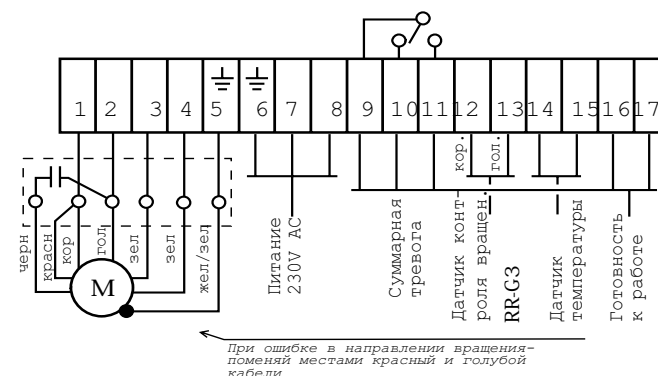 1 2 3 4 5 6 7 8 9 10 11 12 13 14 15 16 17
кор.
гол.
черн
красн
кор
гол
зел
зел
жел/зел
M
Питание
230V AC
Суммарная
тревога
Датчик конт-
роля вращен.
RR-G3
Датчик
температуры
Готовность
к работе
При ошибке в направлении вращения-
поменяй местами красный и голубой
кабели